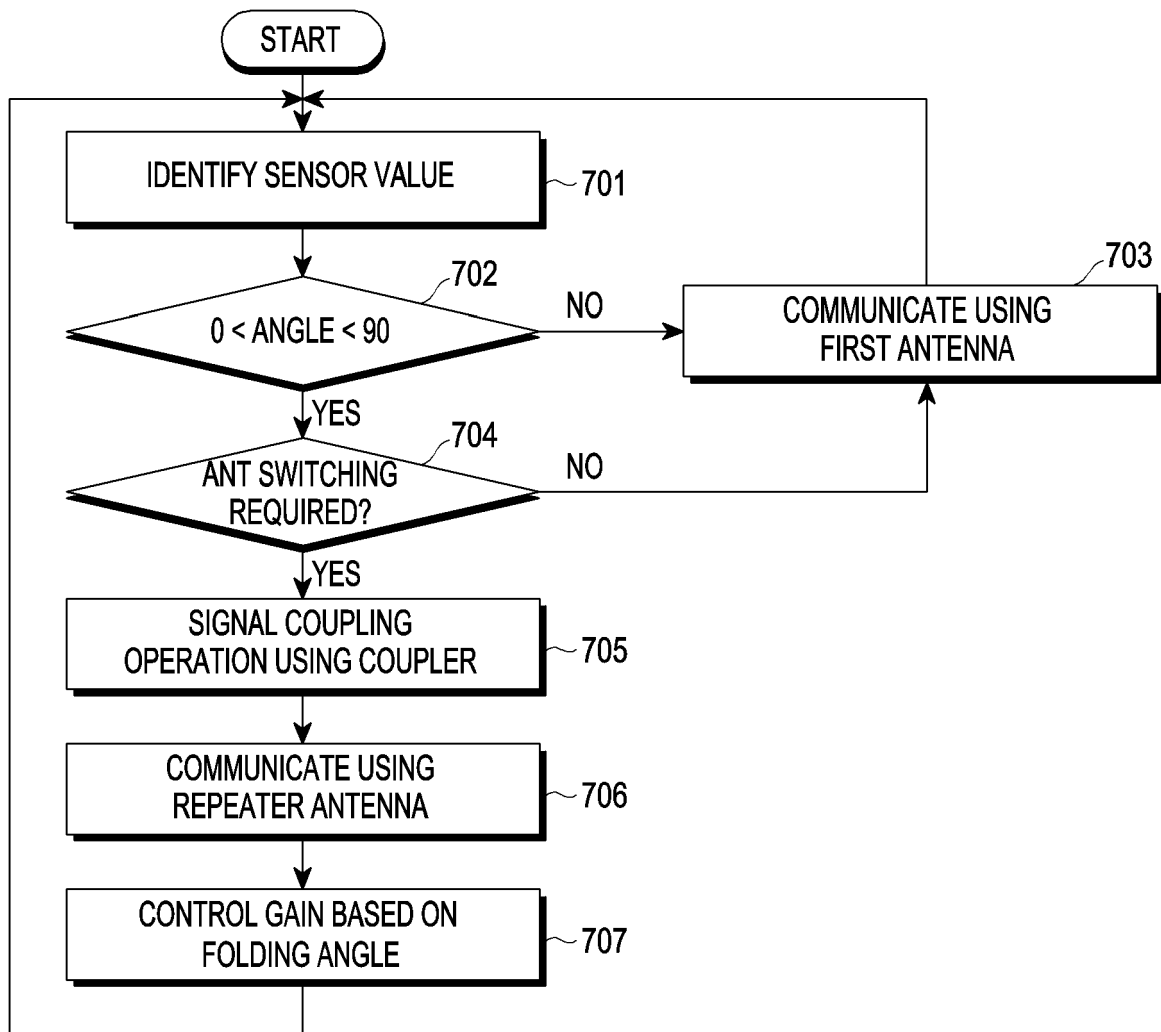 START
IDENTIFY SENSOR VALUE
701
702
0 < ANGLE < 90
NO
703
COMMUNICATE USING
FIRST ANTENNA
YES
704
ANT SWITCHING
REQUIRED?
NO
YES
SIGNAL COUPLING
OPERATION USING COUPLER
705
COMMUNICATE USING
REPEATER ANTENNA
706
CONTROL GAIN BASED ON
FOLDING ANGLE
707